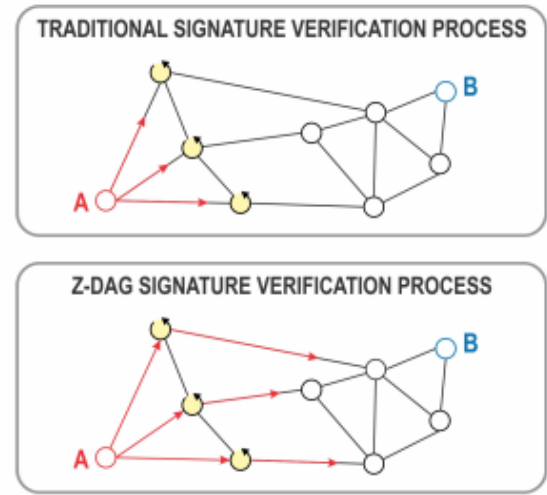 TRADITIONAL SIGNATURE VERIFICATION PROCESS
B
A
Z-DAG SIGNATURE VERIFICATION PROCESS
B
A